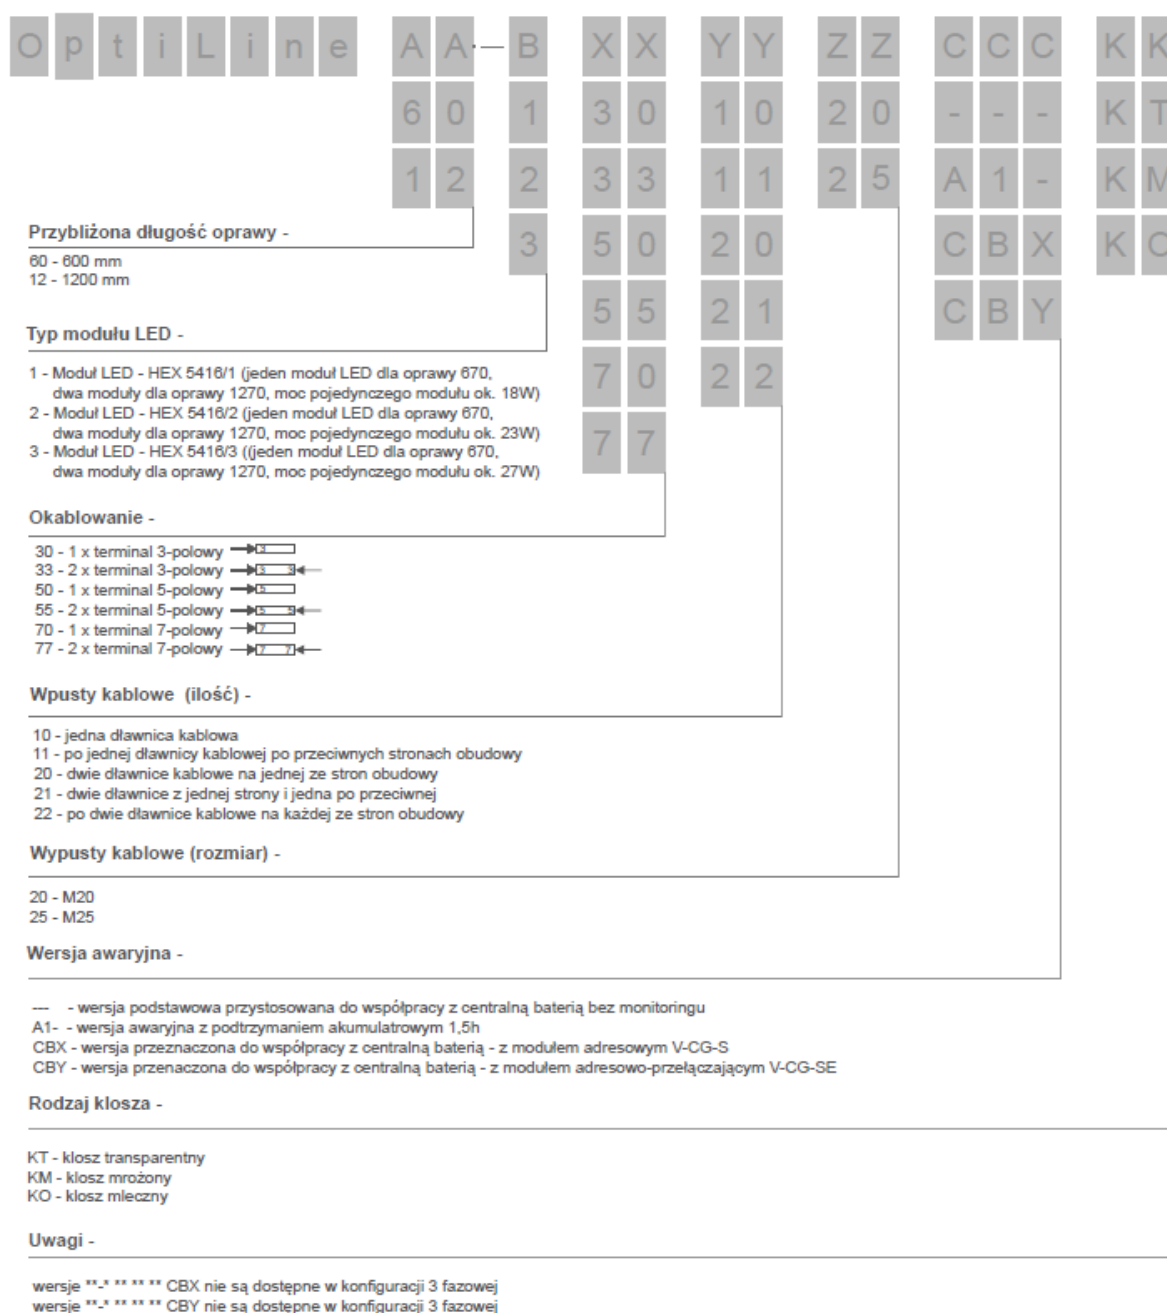 OptiLine AA-B XX YY ZZ CCC KK
60 1 30 10 20 --- KT
12 2 33 11 25 A1- KM
3 50 20 CBX KO
55 21 CBY
70 22
77
Przybliżona długość oprawy -
60 - 600 mm
12 - 1200 mm
Typ modułu LED -
1 - Moduł LED - HEX 5416/1 (jeden moduł LED dla oprawy 670,
dwa moduły dla oprawy 1270, moc pojedynczego modułu ok. 18W)
2 - Moduł LED - HEX 5416/2 (jeden moduł LED dla oprawy 670,
dwa moduły dla oprawy 1270, moc pojedynczego modułu ok. 23W)
3 - Moduł LED - HEX 5416/3 ((jeden moduł LED dla oprawy 670,
dwa moduły dla oprawy 1270, moc pojedynczego modułu ok. 27W)
Okablowanie -
30 - 1 x terminal 3-polowy 3
33 - 2 x terminal 3-polowy 3 3
50 - 1 x terminal 5-polowy 5
55 - 2 x terminal 5-polowy 5 5
70 - 1 x terminal 7-polowy 7
77 - 2 x terminal 7-polowy 7 7
Wpusty kablowe (ilość) -
10 - jedna dławnica kablowa
11 - po jednej dławnicy kablowej po przeciwnych stronach obudowy
20 - dwie dławnice kablowe na jednej ze stron obudowy
21 - dwie dławnice z jednej strony i jedna po przeciwnej
22 - po dwie dławnice kablowe na każdej ze stron obudowy
Wypusty kablowe (rozmiar) -
20 - M20
25 - M25
Wersja awaryjna -
--- - wersja podstawowa przystosowana do współpracy z centralną baterią bez monitoringu
A1- - wersja awaryjna z podtrzymaniem akumulatrowym 1,5h
CBX - wersja przeznaczona do współpracy z centralną baterią - z modułem adresowym V-CG-S
CBY - wersja przenaczona do współpracy z centralną baterią - z modułem adresowo-przełączającym V-CG-SE
Rodzaj klosza -
KT - klosz transparentny
KM - klosz mrożony
KO - klosz mleczny
Uwagi -
wersje **-* ** ** ** CBX nie są dostępne w konfiguracji 3 fazowej
wersje **-* ** ** ** CBY nie są dostępne w konfiguracji 3 fazowej